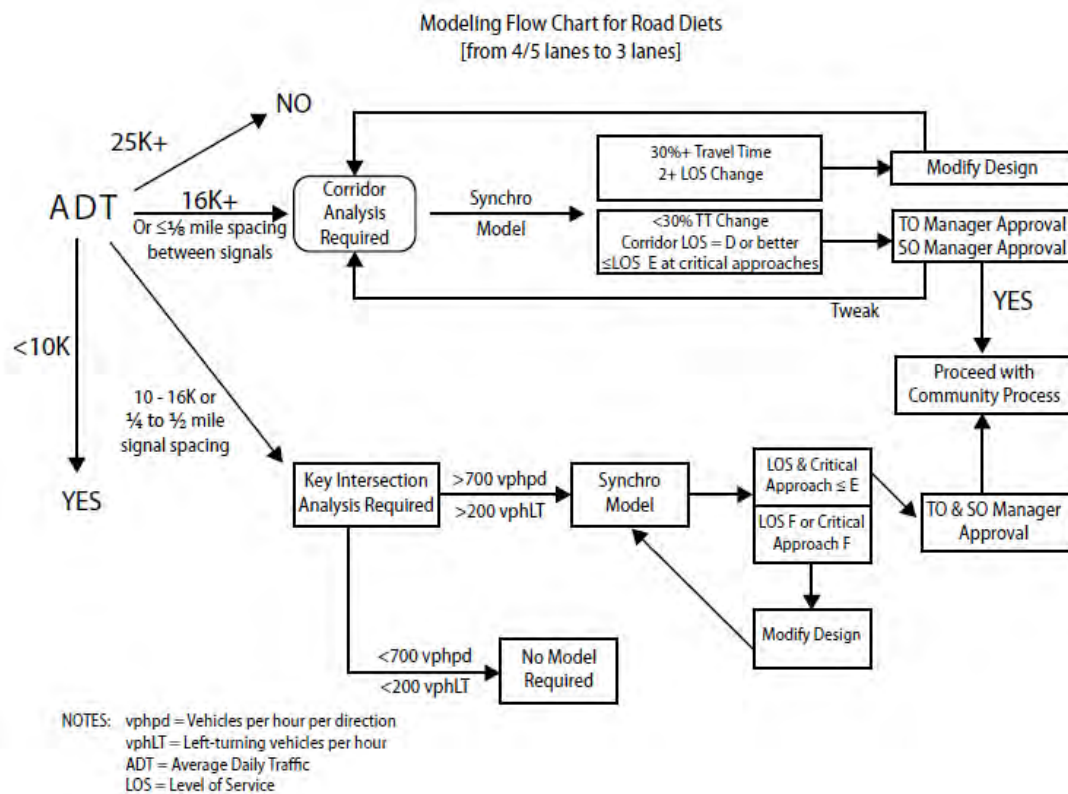 Modeling Flow Chart for Road Diets
[from 4/5 lanes to 3 lanes]
NO
25K+
ADT
16K+
Or ≤⅛ mile spacing
between signals
Corridor
Analysis
Required
Synchro
Model
30%+ Travel Time
2+ LOS Change
Modify Design
<30% TT Change
Corridor LOS = D or better
≤LOS E at critical approaches
TO Manager Approval
SO Manager Approval
Tweak
YES
<10K
YES
10 - 16K or
¼ to ½ mile
signal spacing
Proceed with
Community Process
Key Intersection
Analysis Required
>700 vphpd
>200 vphLT
Synchro
Model
LOS & Critical
Approach ≤ E
LOS F or Critical
Approach F
TO & SO Manager
Approval
Modify Design
<700 vphpd
<200 vphLT
No Model
Required
NOTES: vphpd = Vehicles per hour per direction
vphLT = Left-turning vehicles per hour
ADT = Average Daily Traffic
LOS = Level of Service